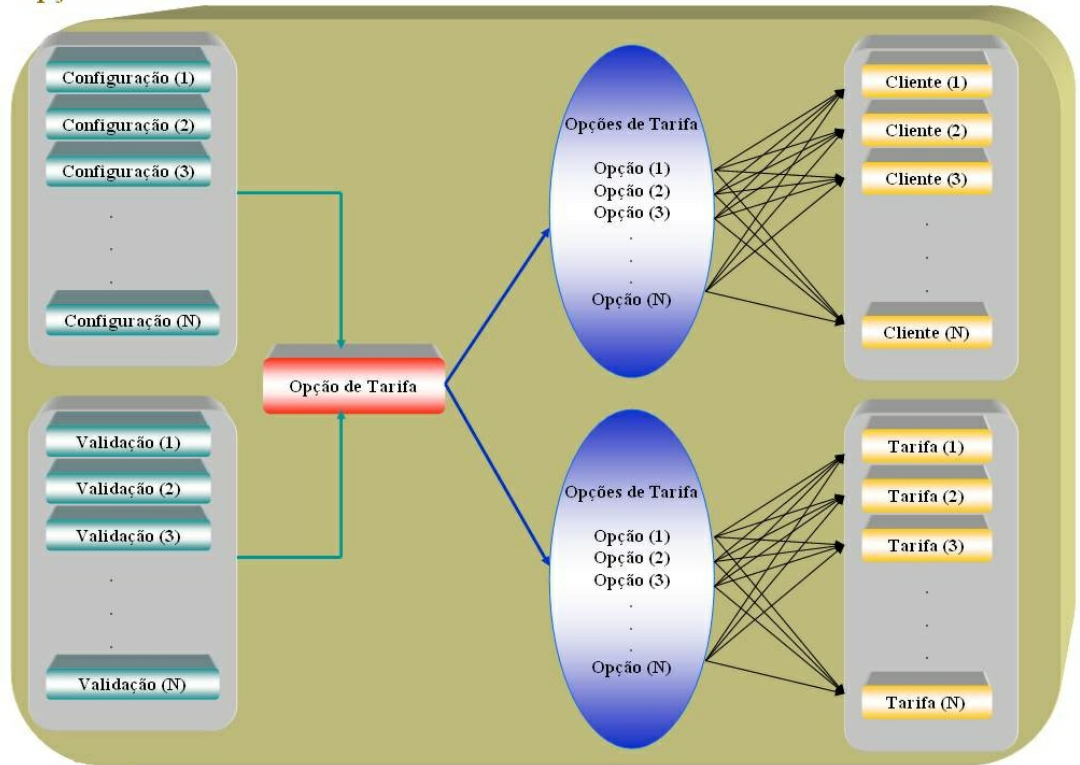 Configuração (1)
Configuração (2)
Configuração (3)
.
.
.
Configuração (N)
Validação (1)
Validação (2)
Validação (3)
.
.
.
Validação (N)
Opção de Tarifa
Opções de Tarifa
Opção (1)
Opção (2)
Opção (3)
.
.
.
Opção (N)
Opções de Tarifa
Opção (1)
Opção (2)
Opção (3)
.
.
.
Opção (N)
Cliente (1)
Cliente (2)
Cliente (3)
.
.
.
Cliente (N)
Tarifa (1)
Tarifa (2)
Tarifa (3)
.
.
.
Tarifa (N)